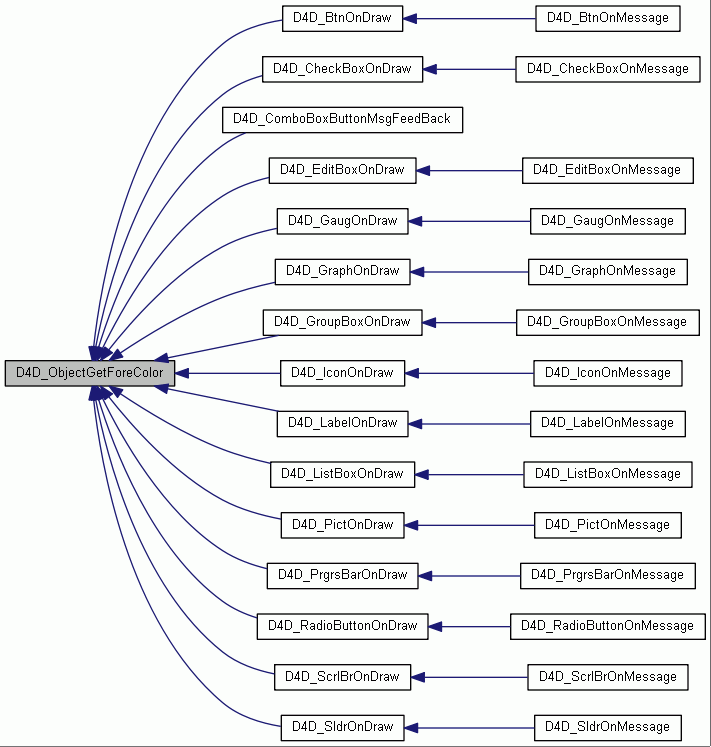 D4D_BtnOnDraw
D4D_BtnOnMessage
D4D_CheckBoxOnDraw
D4D_CheckBoxOnMessage
D4D_ComboBoxButtonMsgFeedBack
D4D_EditBoxOnDraw
D4D_EditBoxOnMessage
D4D_GaugOnDraw
D4D_GaugOnMessage
D4D_GraphOnDraw
D4D_GraphOnMessage
D4D_GroupBoxOnDraw
D4D_GroupBoxOnMessage
D4D_ObjectGetForeColor
D4D_IconOnDraw
D4D_IconOnMessage
D4D_LabelOnDraw
D4D_LabelOnMessage
D4D_ListBoxOnDraw
D4D_ListBoxOnMessage
D4D_PictOnDraw
D4D_PictOnMessage
D4D_PrgrsBarOnDraw
D4D_PrgrsBarOnMessage
D4D_RadioButtonOnDraw
D4D_RadioButtonOnMessage
D4D_ScrlBrOnDraw
D4D_ScrlBrOnMessage
D4D_SldrOnDraw
D4D_SldrOnMessage